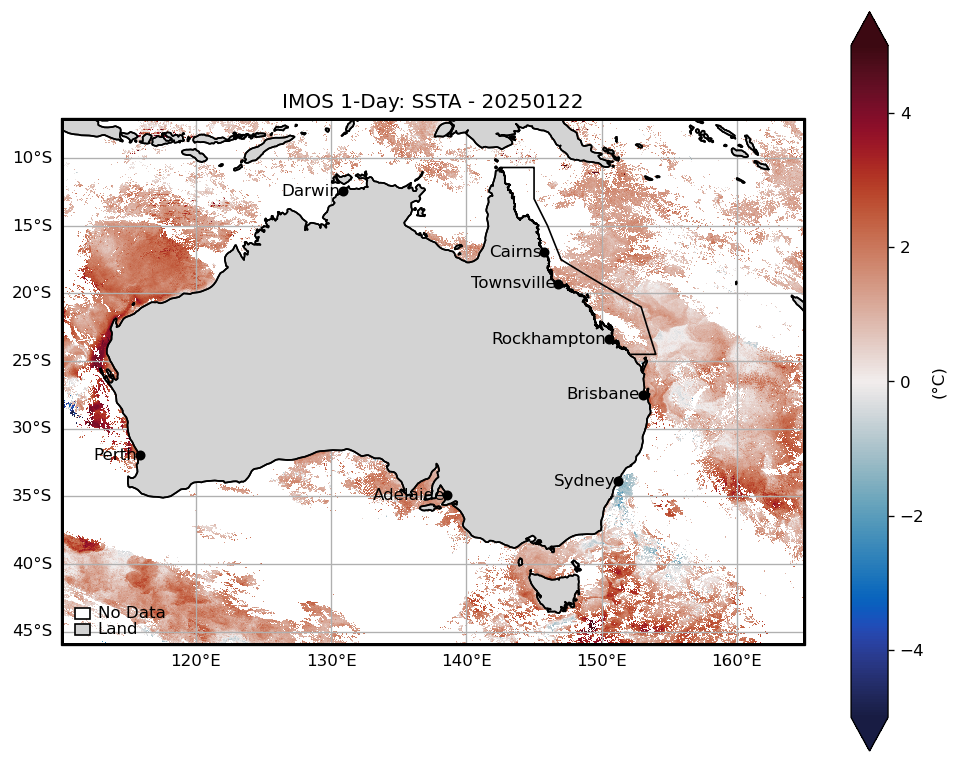 IMOS 1-Day: SSTA - 20250122
10°S
15°S
20°S
25°S
30°S
35°S
40°S
45°S
Darwin
Cairns
Townsville
Rockhampton
Brisbane
Perth
Sydney
Adelaide
No Data
Land
120°E 130°E 140°E 150°E 160°E
4
2
0
−2
−4
(°C)